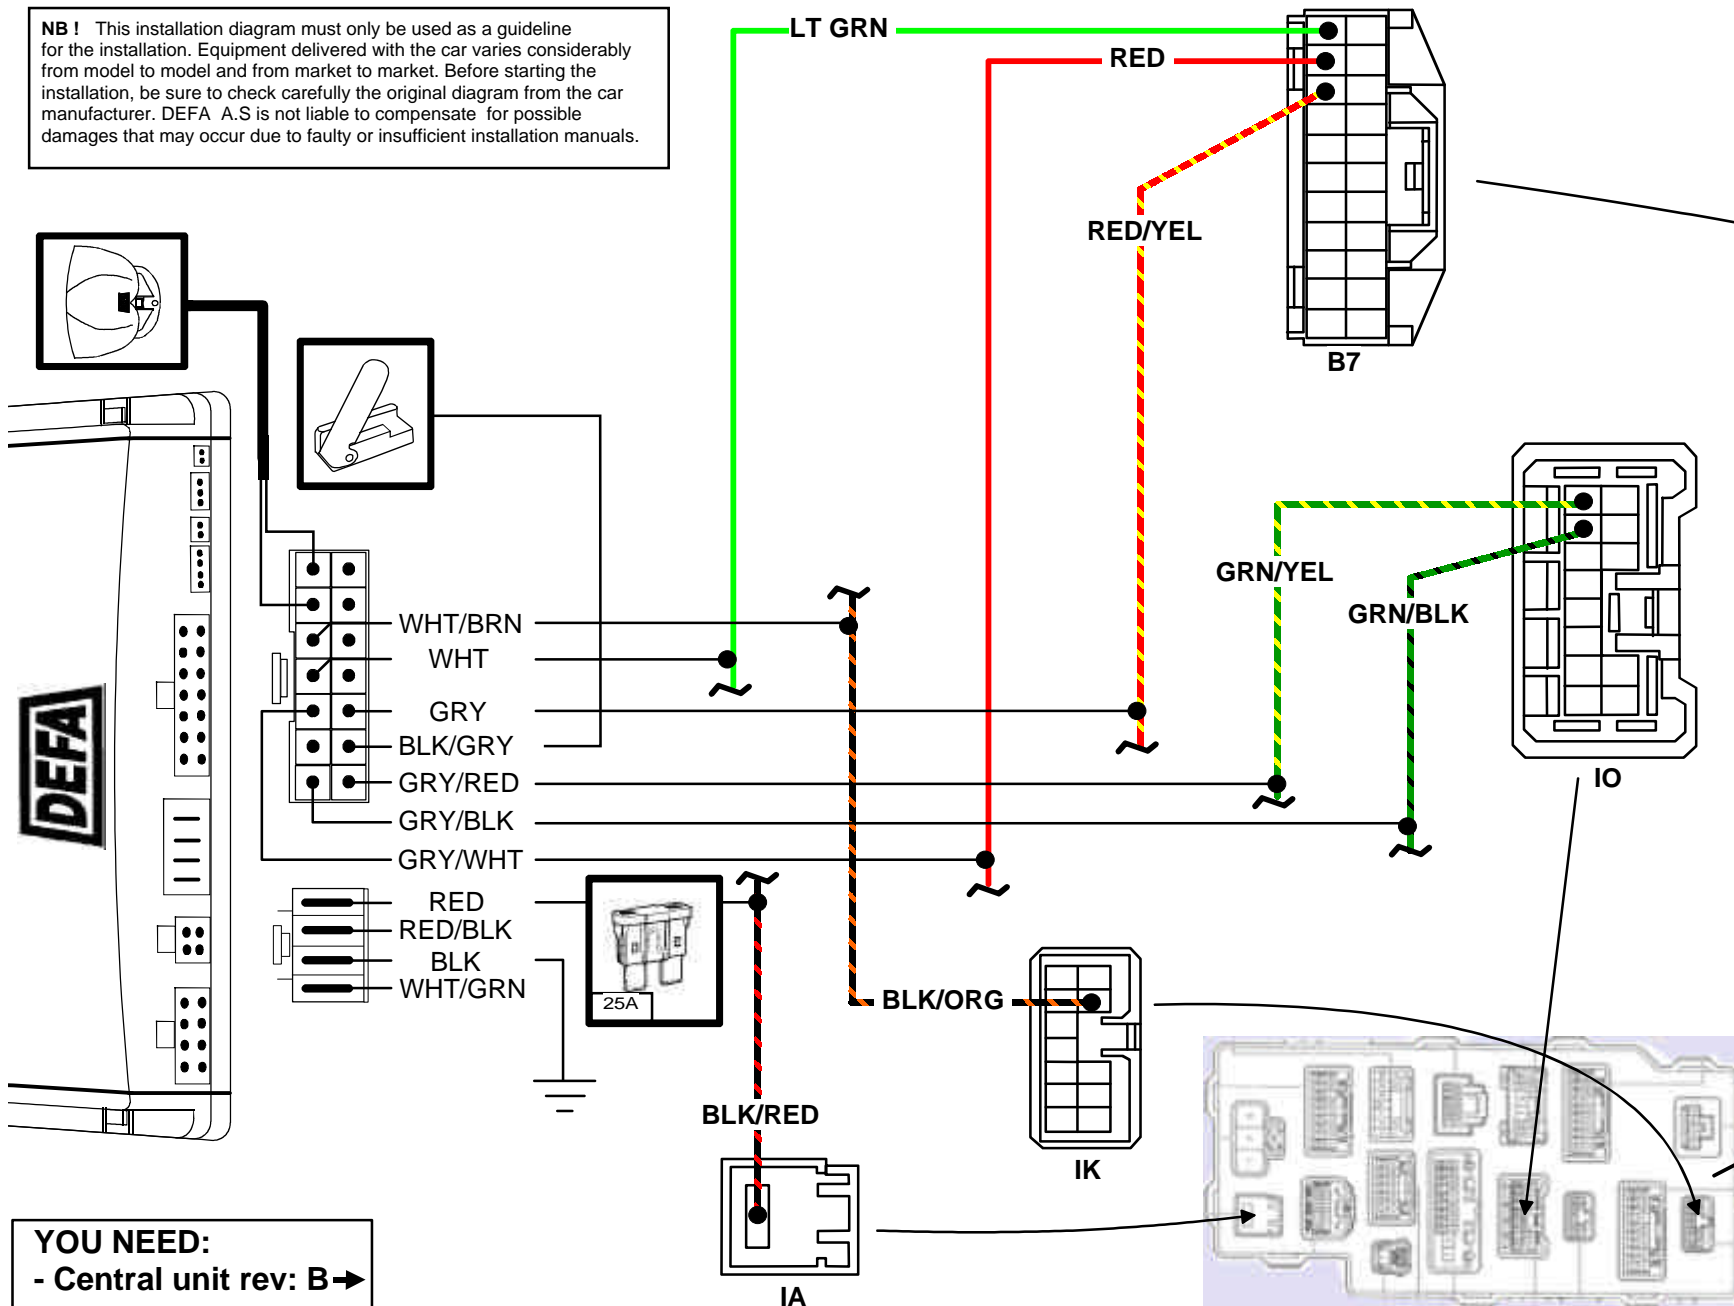 NB ! This installation diagram must only be used as a guideline
for the installation. Equipment delivered with the car varies considerably
from model to model and from market to market. Before starting the
installation, be sure to check carefully the original diagram from the car
manufacturer. DEFA A.S is not liable to compensate for possible
damages that may occur due to faulty or insufficient installation manuals.
LT GRN
RED
RED/YEL
B7
GRN/YEL
GRN/BLK
IO
WHT/BRN
WHT
GRY
BLK/GRY
GRY/RED
GRY/BLK
GRY/WHT
RED
RED/BLK
BLK
WHT/GRN
DEFA
25A
BLK/ORG
IK
BLK/RED
IA
YOU NEED:
- Central unit rev: B